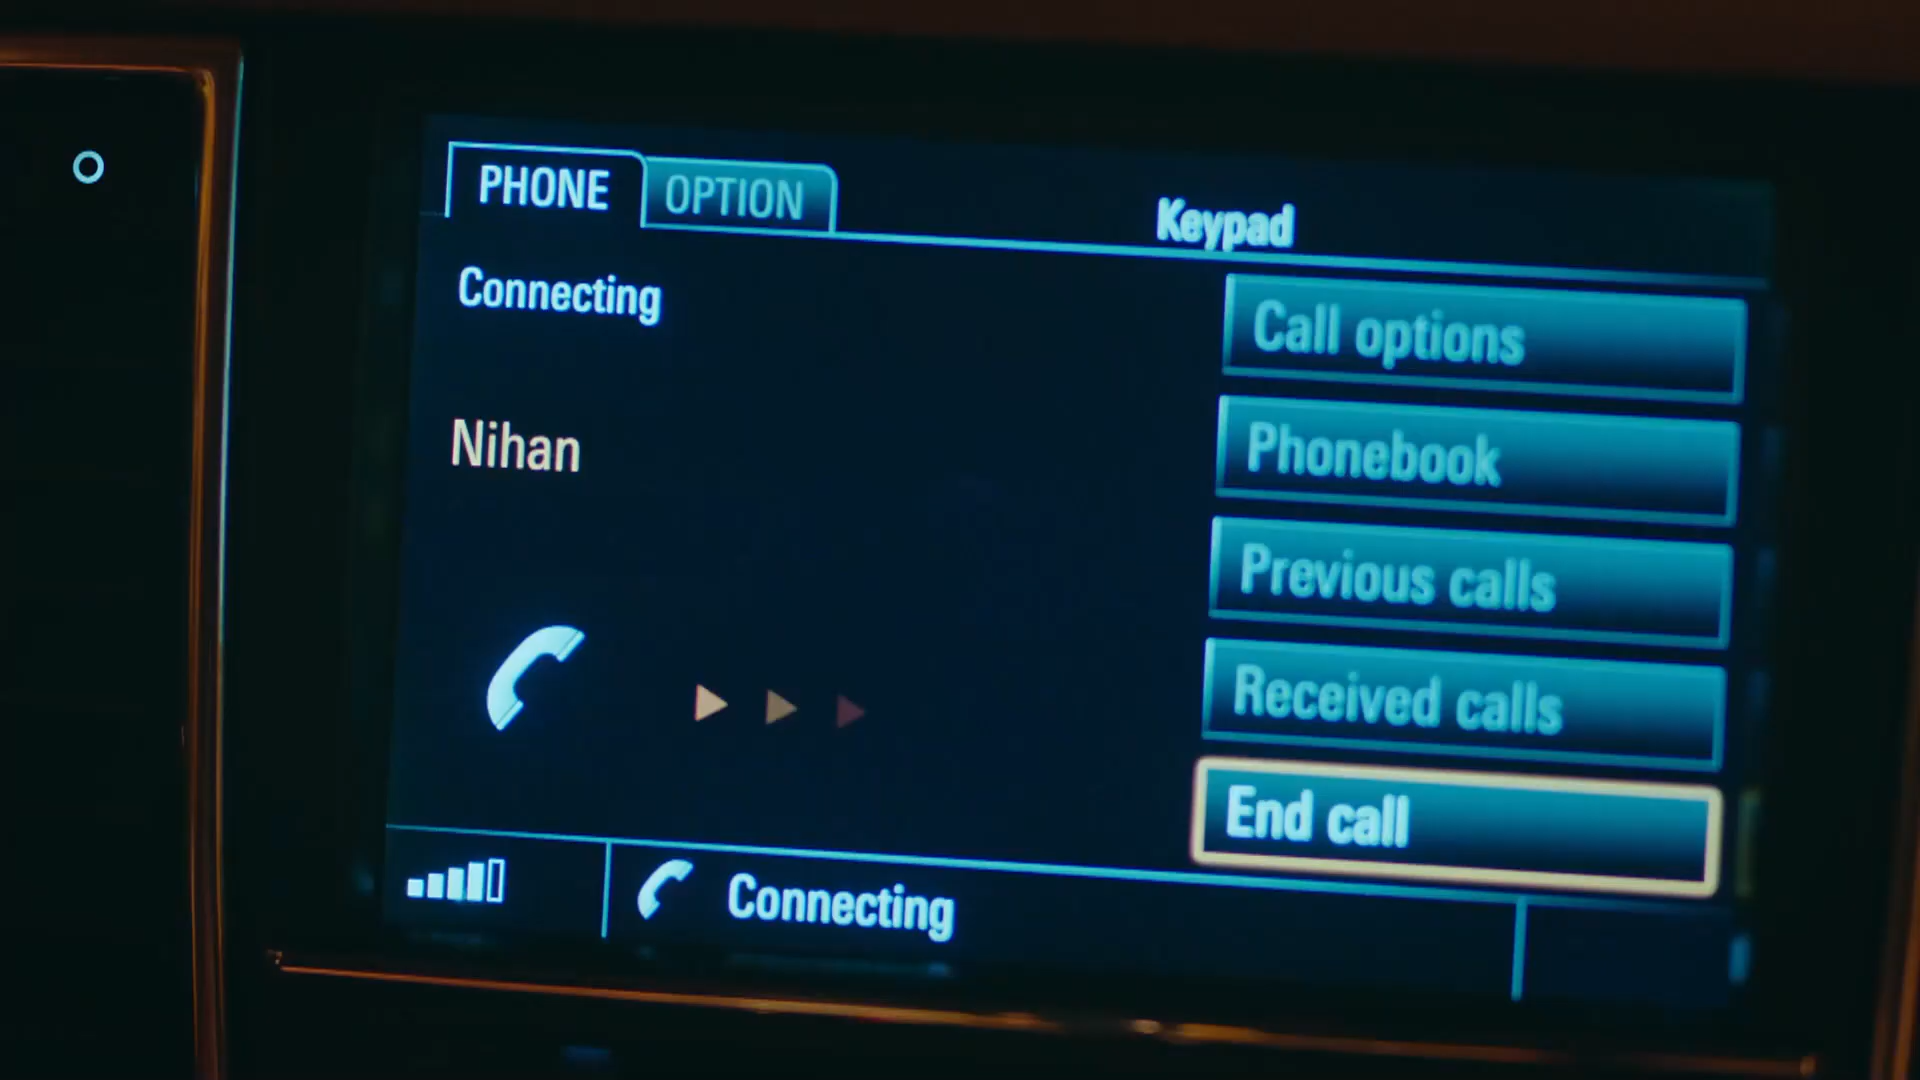 PHONE
OPTION
Keypad
Connecting
Nihan
Call options
Phonebook
Previous calls
Received calls
End call
Connecting